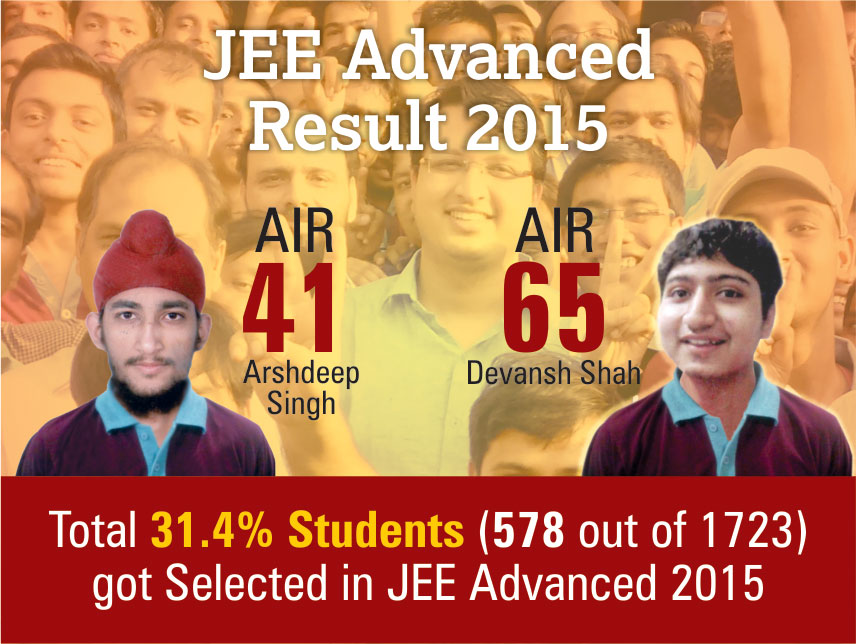 JEE Advanced
Result 2015
AIR
41
Arshdeep
Singh
AIR
65
Devansh Shah
Total 31.4% Students (578 out of 1723)
got Selected in JEE Advanced 2015